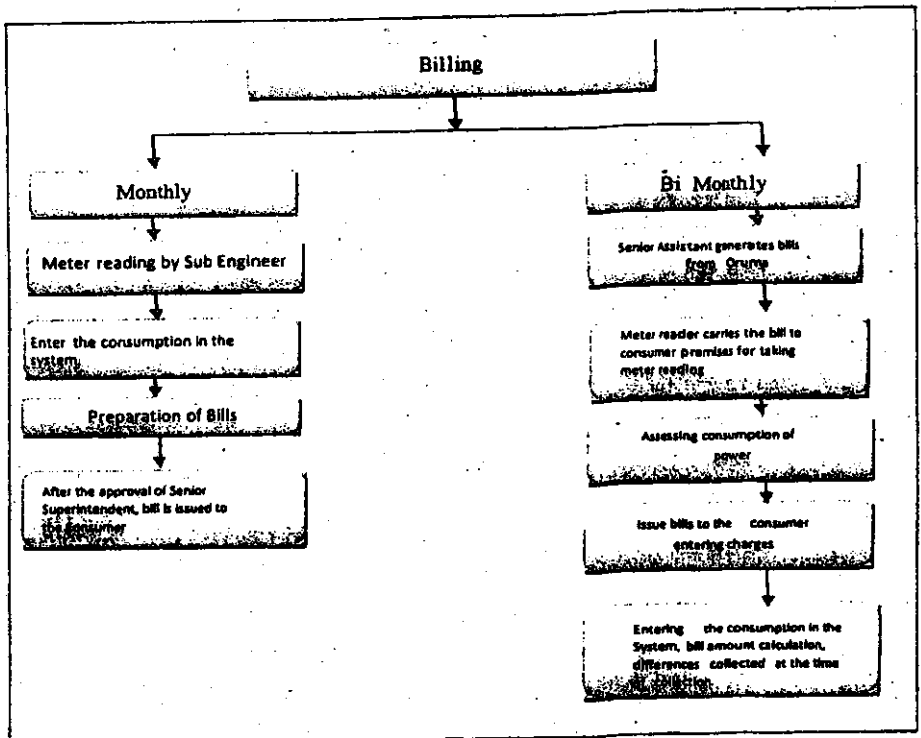 Billing
Monthly
Meter reading by Sub Engineer
Enter the consumption in the
system
Preparation of Bills
After the approval of Senior
Superintendent, bill is issued to
the consumer
Bi Monthly
Senior Assistant generates bills
from Oruma
Meter reader carries the bill to
consumer premises for taking
meter reading
Assessing consumption of
power
Issue bills to the consumer
entering charges
Entering the consumption in the
System, bill amount calculation,
differences collected at the time
of collection